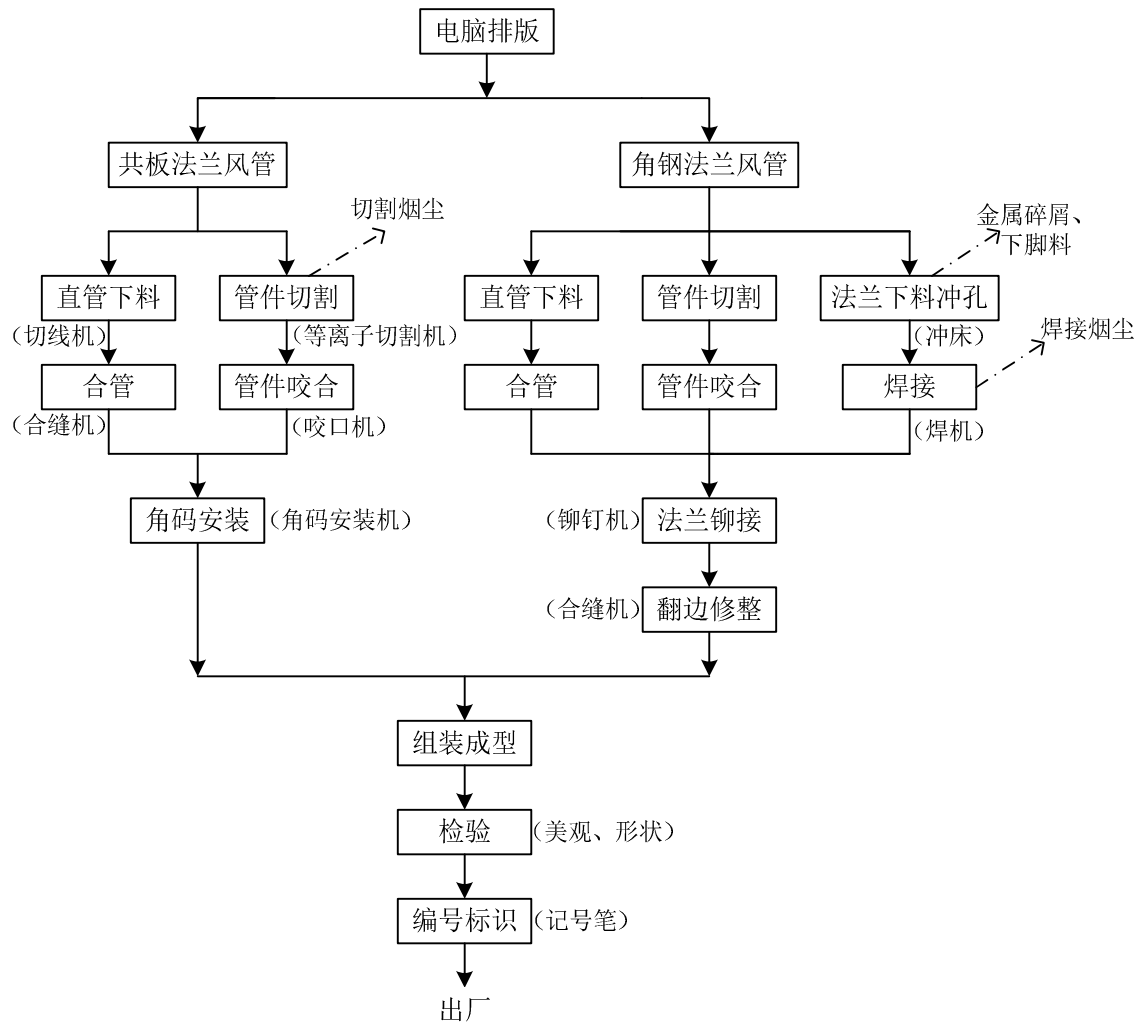 电脑排版
共板法兰风管
角钢法兰风管
切割烟尘
金属碎屑、
下脚料
直管下料
管件切割
直管下料
管件切割
法兰下料冲孔
（切线机）
（等离子切割机）
（冲床）
焊接烟尘
合管
管件咬合
合管
管件咬合
焊接
（合缝机）
（咬口机）
（焊机）
角码安装
（角码安装机）
（铆钉机）
法兰铆接
（合缝机）
翻边修整
组装成型
检验
（美观、形状）
编号标识
（记号笔）
出厂